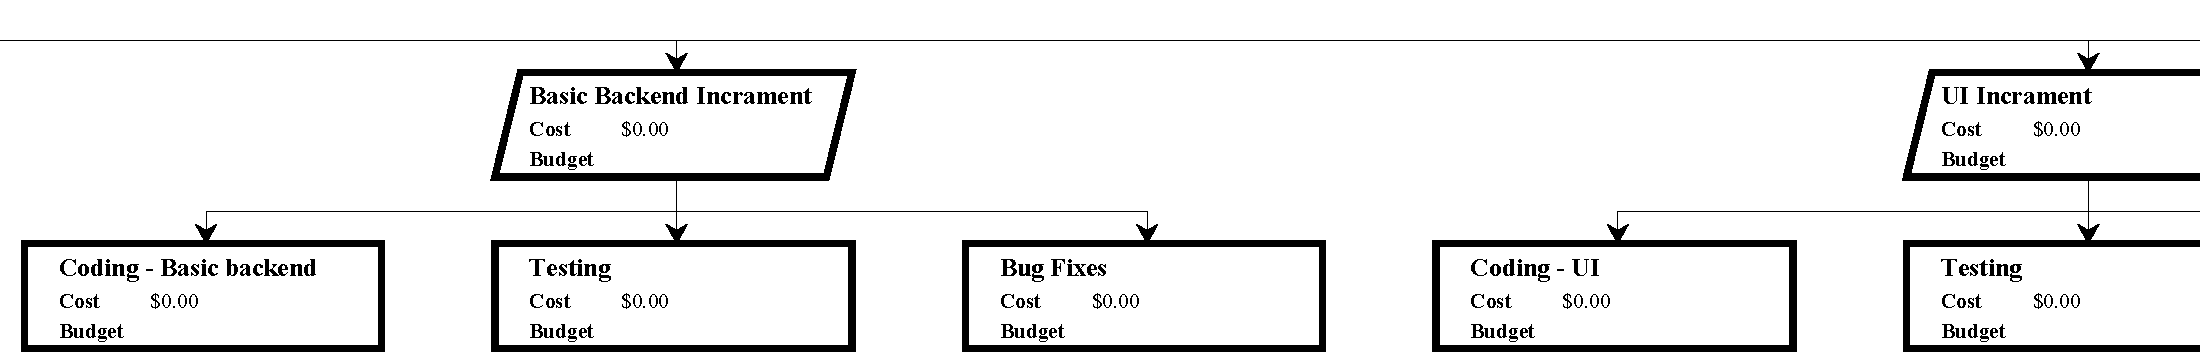 Basic Backend Incrament
Cost $0.00
Budget
UI Incrament
Cost $0.00
Budget
Coding - Basic backend
Cost $0.00
Budget
Testing
Cost $0.00
Budget
Bug Fixes
Cost $0.00
Budget
Coding - UI
Cost $0.00
Budget
Testing
Cost $0.00
Budget